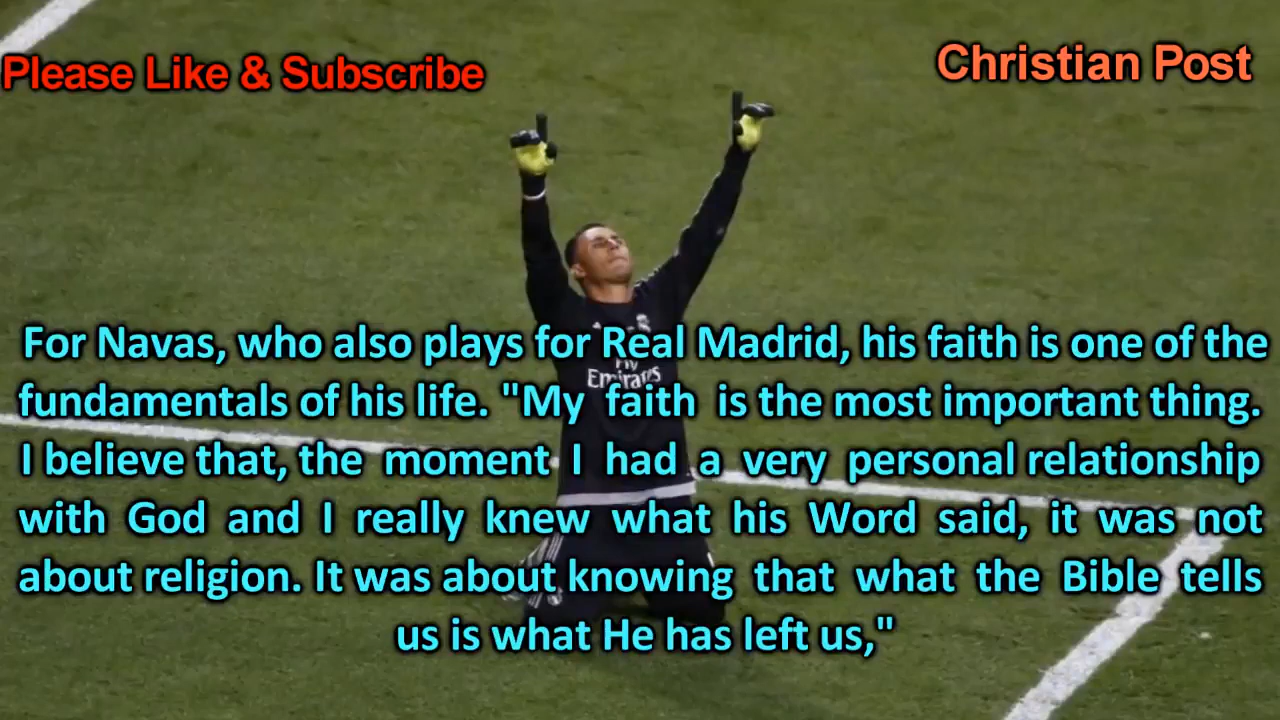 Please Like & Subscribe
Christian Post
For Navas, who also plays for Real Madrid, his faith is one of the
Fly
Emirates
fundamentals of his life. "My faith is the most important thing.
I believe that, the moment I had a very personal relationship
with God and I really knew what his Word said, it was not
about religion. It was about knowing that what the Bible tells
us is what He has left us,"